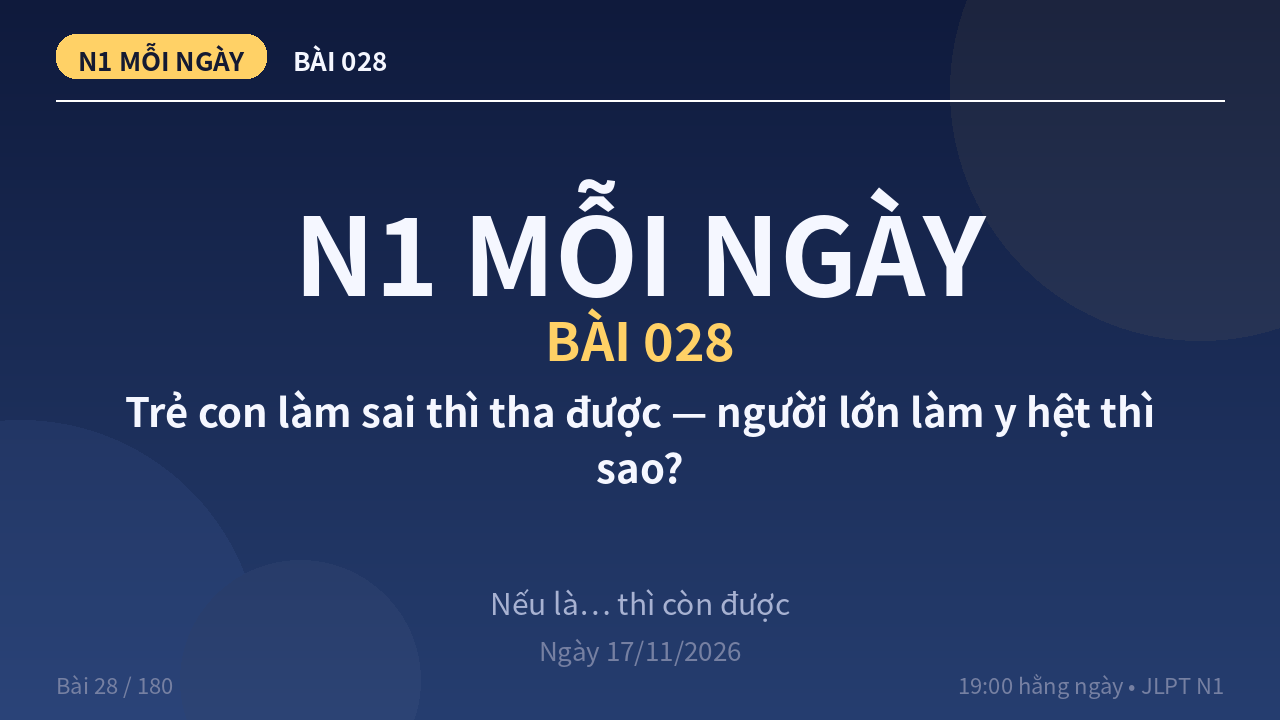 N1 MỖI NGÀY
BÀI 028
N1 MỖI NGÀY
BÀI 028
Trẻ con làm sai thì tha được — người lớn làm y hệt thì
sao?
Nếu là… thì còn được
Ngày 17/11/2026
Bài 28 / 180
19:00 hằng ngày • JLPT N1